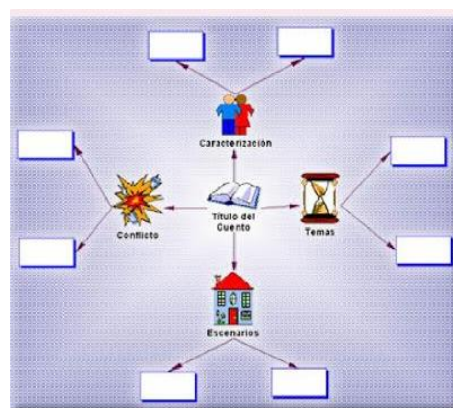 Caracterización
Título del
Cuento
Conflicto
Temas
Escenarios